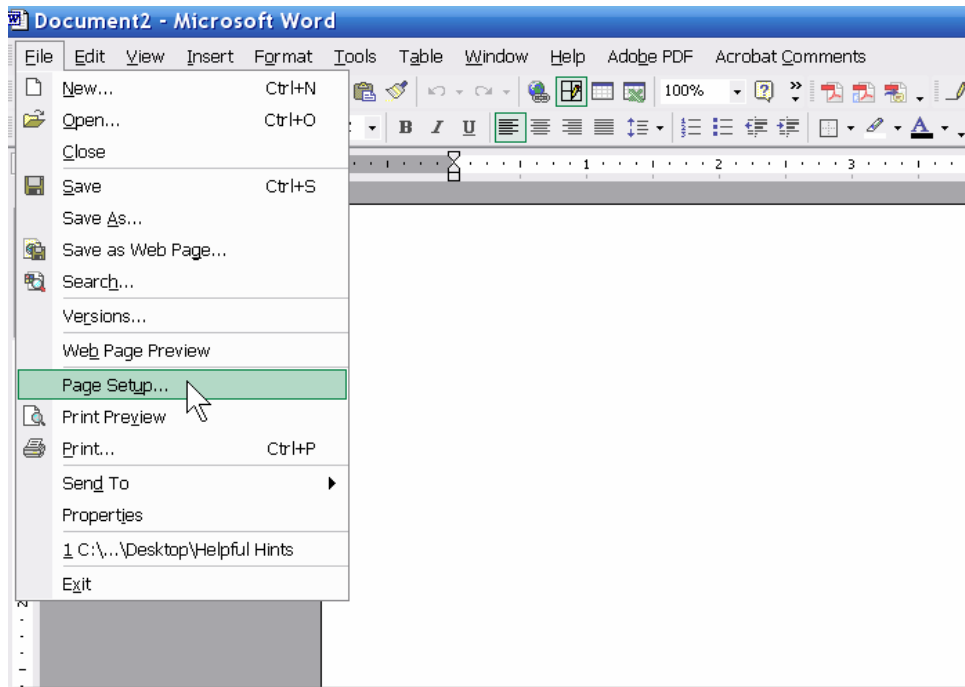 Document2 - Microsoft Word
File Edit View Insert Format Tools Table Window Help Adobe PDF Acrobat Comments
New... Ctrl+N
100%
Open... Ctrl+O
B I U A
Close
1 2 3
Save Ctrl+S
Save As...
Save as Web Page...
Search...
Versions...
Web Page Preview
Page Setup...
Print Preview
Print... Ctrl+P
Send To
Properties
1 C:\...\Desktop\Helpful Hints
Exit